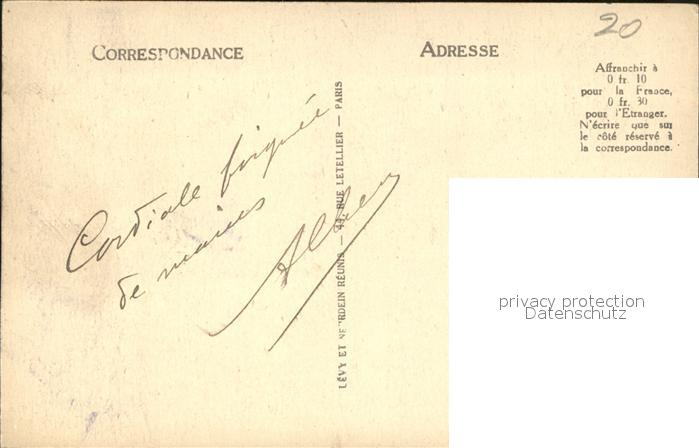 20
CORRESPONDANCE
ADRESSE
Affranchir à
0 fr. 10
pour la France,
0 fr. 30
pour l'Etranger.
N'écrire que sur
le côté réservé à
la correspondance.
Cordiale poignée
de mains
LÉVY ET NEURDEIN RÉUNIS — 44, RUE LETELLIER — PARIS
privacy protection
Datenschutz